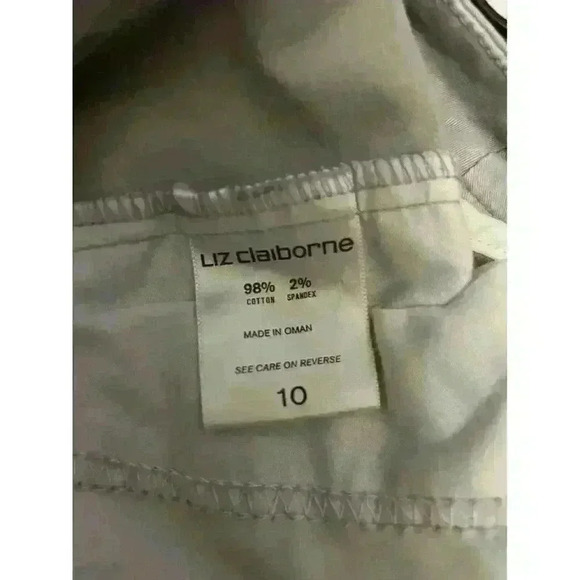 Liz claiborne
98% 2%
COTTON SPANDEX
MADE IN OMAN
SEE CARE ON REVERSE
10